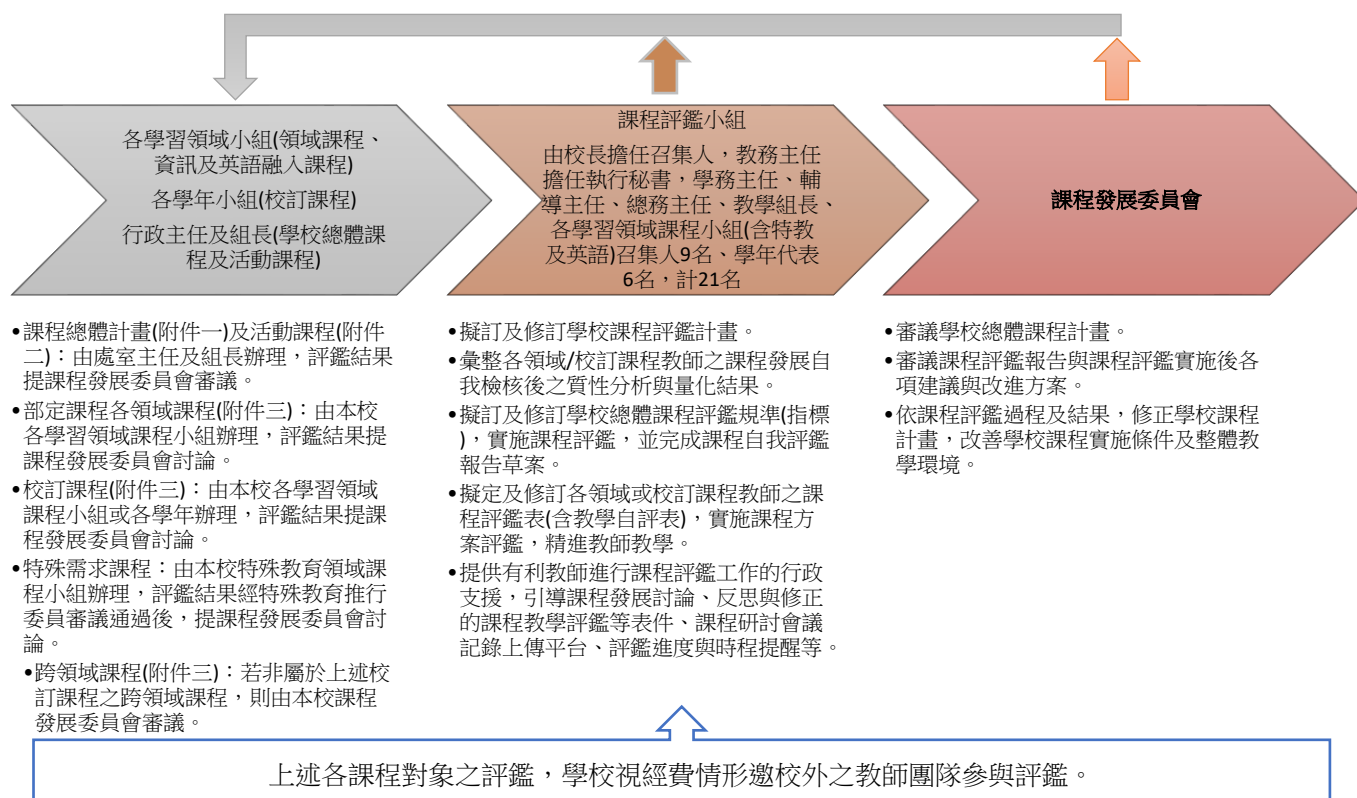 各學習領域小組(領域課程、
資訊及英語融入課程)
各學年小組(校訂課程)
行政主任及組長(學校總體課
程及活動課程)
課程評鑑小組
由校長擔任召集人，教務主任
擔任執行秘書，學務主任、輔
導主任、總務主任、教學組長、
各學習領域課程小組(含特教
及英語)召集人9名、學年代表
6名，計21名
課程發展委員會
•課程總體計畫(附件一)及活動課程(附件
二)：由處室主任及組長辦理，評鑑結果
提課程發展委員會審議。
•部定課程各領域課程(附件三)：由本校
各學習領域課程小組辦理，評鑑結果提
課程發展委員會討論。
•校訂課程(附件三)：由本校各學習領域
課程小組或各學年辦理，評鑑結果提課
程發展委員會討論。
•特殊需求課程：由本校特殊教育領域課
程小組辦理，評鑑結果經特殊教育推行
委員審議通過後，提課程發展委員會討
論。
•跨領域課程(附件三)：若非屬於上述校
訂課程之跨領域課程，則由本校課程
發展委員會審議。
•擬訂及修訂學校課程評鑑計畫。
•彙整各領域/校訂課程教師之課程發展自
我檢核後之質性分析與量化結果。
•擬訂及修訂學校總體課程評鑑規準(指標
)，實施課程評鑑，並完成課程自我評鑑
報告草案。
•擬定及修訂各領域或校訂課程教師之課
程評鑑表(含教學自評表)，實施課程方
案評鑑，精進教師教學。
•提供有利教師進行課程評鑑工作的行政
支援，引導課程發展討論、反思與修正
的課程教學評鑑等表件、課程研討會議
記錄上傳平台、評鑑進度與時程提醒等。
•審議學校總體課程計畫。
•審議課程評鑑報告與課程評鑑實施後各
項建議與改進方案。
•依課程評鑑過程及結果，修正學校課程
計畫，改善學校課程實施條件及整體教
學環境。
上述各課程對象之評鑑，學校視經費情形邀校外之教師團隊參與評鑑。